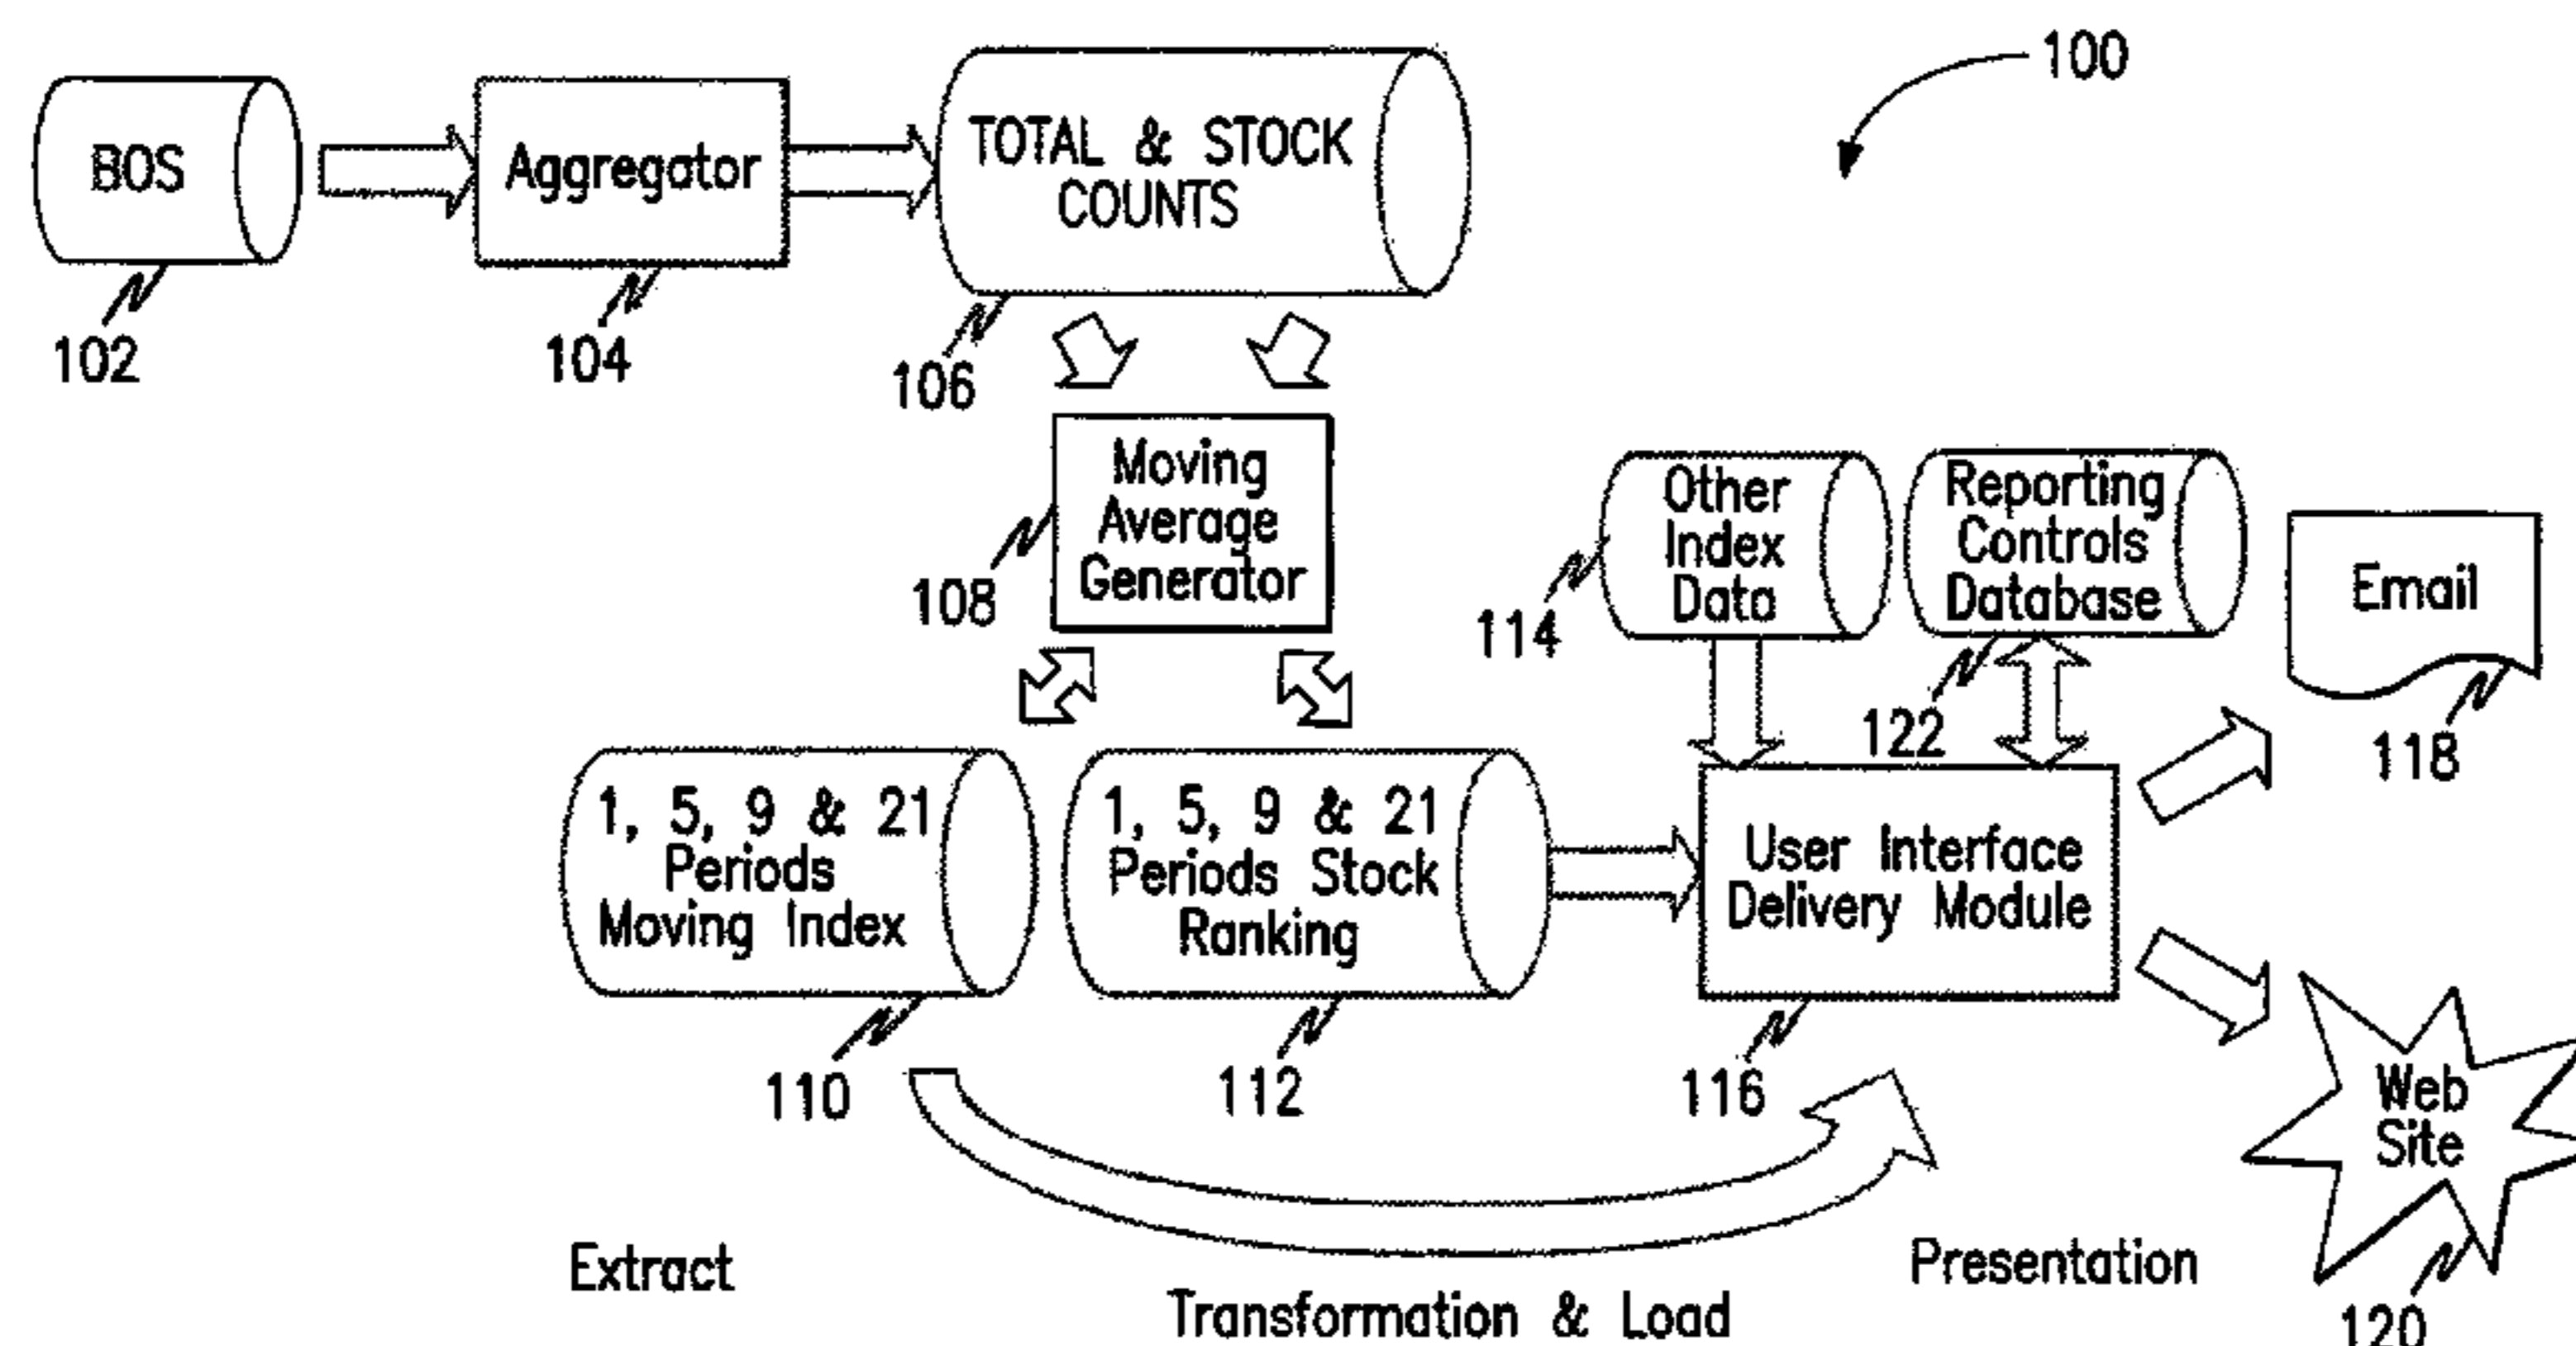 100
BOS
Aggregator
TOTAL & STOCK
COUNTS
102
104
106
Moving
Average
Generator
108
Other
Index
Data
114
Reporting
Controls
Database
122
Email
118
1, 5, 9 & 21
Periods
Moving Index
110
1, 5, 9 & 21
Periods Stock
Ranking
112
User Interface
Delivery Module
116
Web
Site
120
Extract
Transformation & Load
Presentation